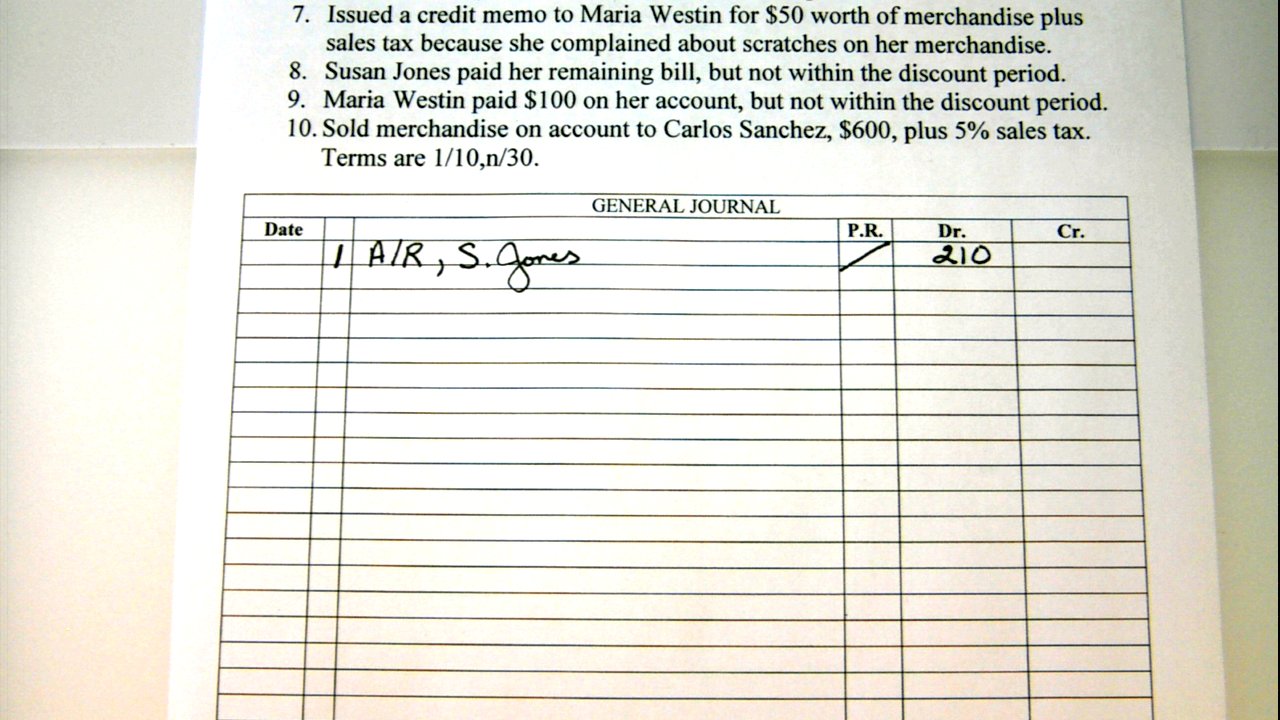 7. Issued a credit memo to Maria Westin for $50 worth of merchandise plus
sales tax because she complained about scratches on her merchandise.
8. Susan Jones paid her remaining bill, but not within the discount period.
9. Maria Westin paid $100 on her account, but not within the discount period.
10. Sold merchandise on account to Carlos Sanchez, $600, plus 5% sales tax.
Terms are 1/10,n/30.
GENERAL JOURNAL
Date P.R. Dr. Cr.
1 A/R, S. Jones / 210